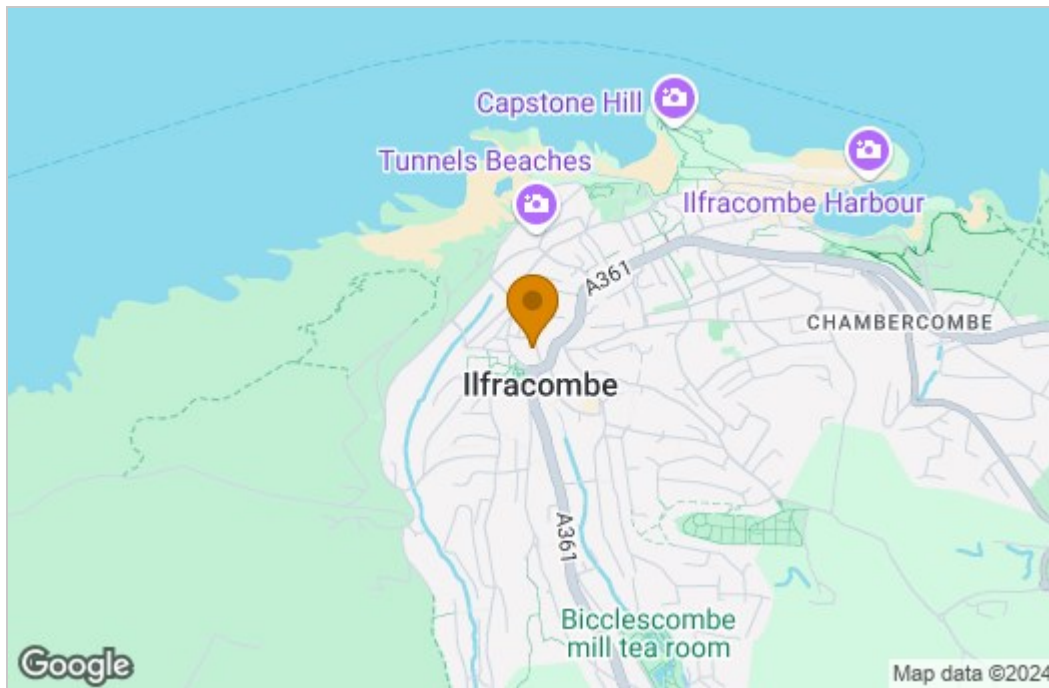 Capstone Hill
Tunnels Beaches
Ilfracombe Harbour
A361
CHAMBERCOMBE
Ilfracombe
A361
Bicclescombe
mill tea room
Google
Map data ©2024